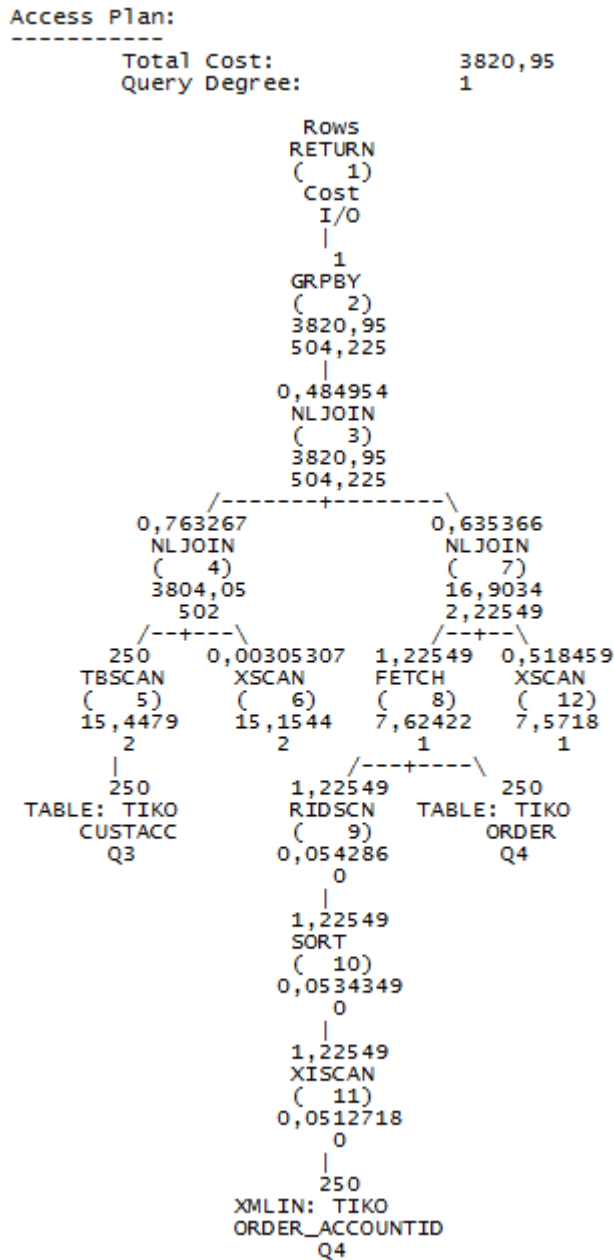 Access Plan:
-----------
Total Cost: 3820,95
Query Degree: 1
Rows
RETURN
( 1)
Cost
I/O
|
1
GRPBY
( 2)
3820,95
504,225
|
0,484954
NLJOIN
( 3)
3820,95
504,225
/-------+--------\
0,763267 0,635366
NLJOIN NLJOIN
( 4) ( 7)
3804,05 16,9034
502 2,22549
/--+---\ /--+--\
250 0,00305307 1,22549 0,518459
TBSCAN XSCAN FETCH XSCAN
( 5) ( 6) ( 8) ( 12)
15,4479 15,1544 7,62422 7,5718
2 2 1 1
| /---+----\
250 1,22549 250
TABLE: TIKO RIDSCN TABLE: TIKO
CUSTACC ( 9) ORDER
Q3 0,054286 Q4
0
|
1,22549
SORT
( 10)
0,0534349
0
|
1,22549
XISCAN
( 11)
0,0512718
0
|
250
XMLIN: TIKO
ORDER_ACCOUNTID
Q4